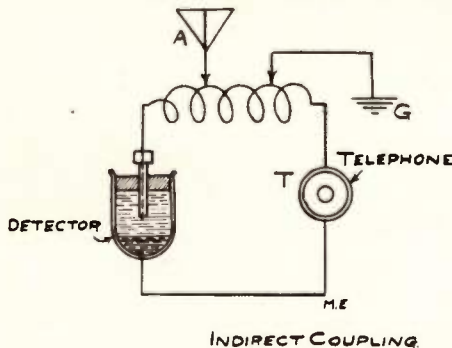 A
G
TELEPHONE
T
DETECTOR
M.E
INDIRECT COUPLING